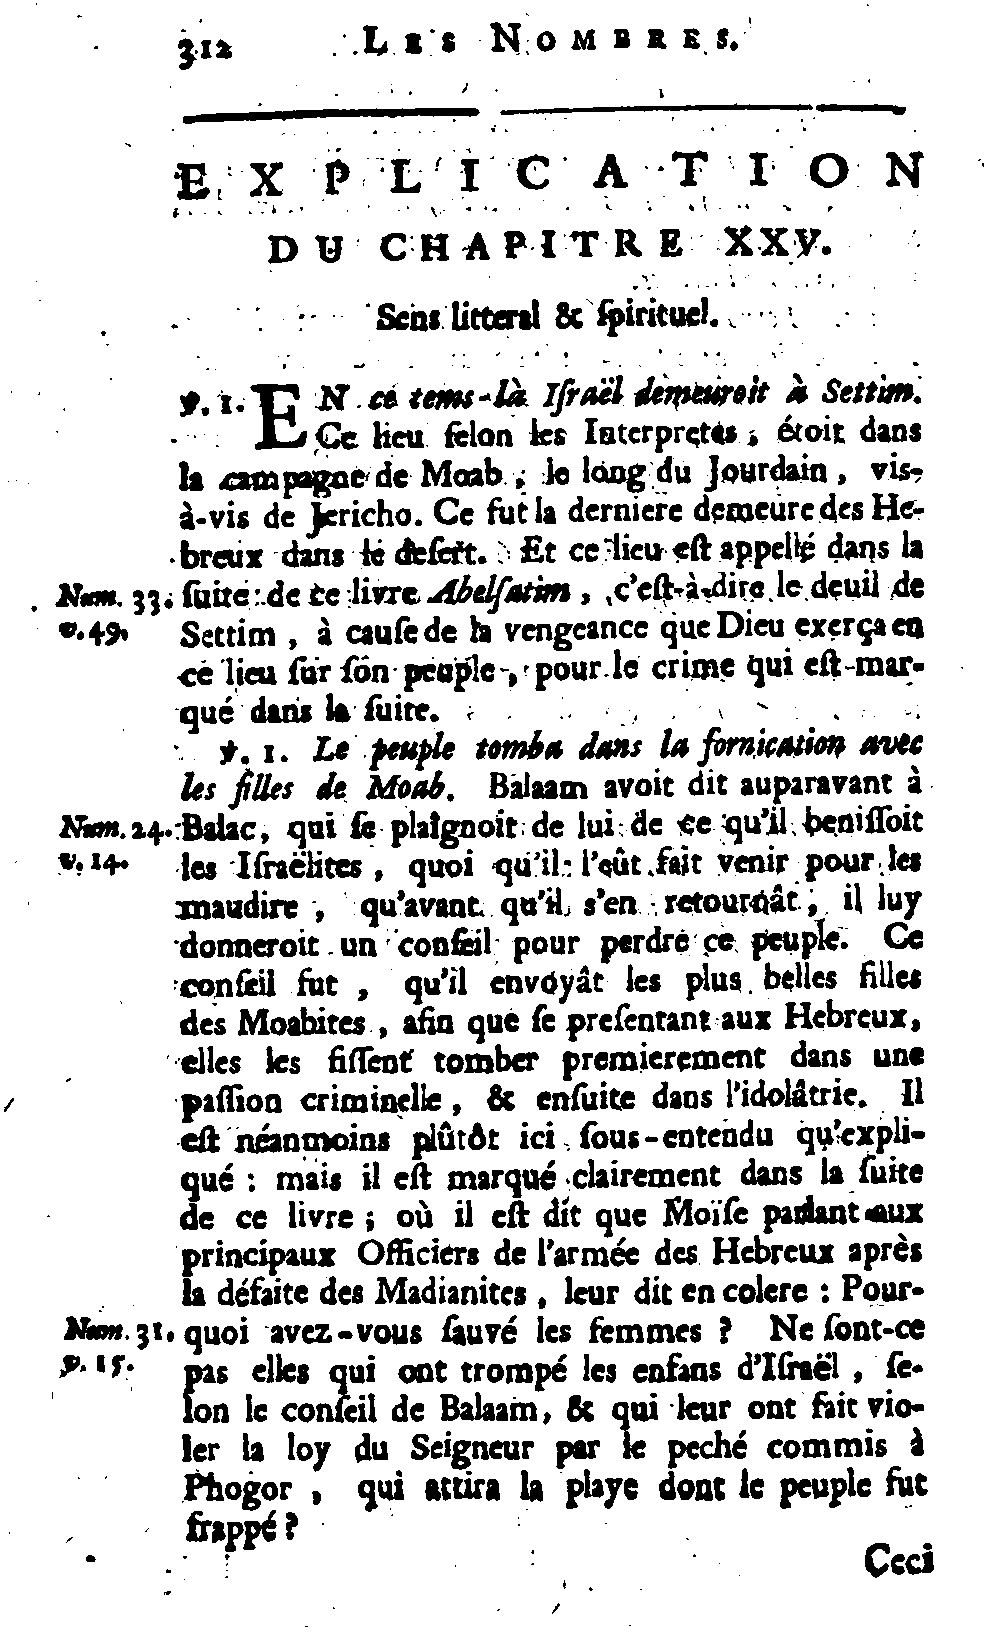 312 LES NOMBRES.
EXPLICATION
DU CHAPITRE XXV.
Sens litteral & ſpirituel.
℣. 1. EN ce tems-là Iſraël demeuroit à Settim.
Ce lieu ſelon les Interpretes, étoit dans
la campagne de Moab, le long du Jourdain, vis-
à-vis de Jericho. Ce fut la derniere demeure des He-
breux dans le deſert. Et ce lieu eſt appellé dans la
Num. 33. ſuite de ce livre Abelſatim, c'eſt-à-dire le deuil de
v. 49. Settim, à cauſe de la vengeance que Dieu exerça en
ce lieu ſur ſon peuple, pour le crime qui eſt mar-
qué dans la ſuite.
℣. 1. Le peuple tomba dans la fornication avec
les filles de Moab. Balaam avoit dit auparavant à
Num. 24. Balac, qui ſe plaignoit de lui de ce qu'il beniſſoit
v. 14. les Iſraëlites, quoi qu'il l'eût fait venir pour les
maudire, qu'avant qu'il s'en retournât, il luy
donneroit un conſeil pour perdre ce peuple. Ce
conſeil fut, qu'il envoyât les plus belles filles
des Moabites, afin que ſe preſentant aux Hebreux,
elles les fiſſent tomber premierement dans une
paſſion criminelle, & enſuite dans l'idolâtrie. Il
eſt néanmoins plûtôt ici ſous-entendu qu'expli-
qué : mais il eſt marqué clairement dans la ſuite
de ce livre ; où il eſt dit que Moïſe parlant aux
principaux Officiers de l'armée des Hebreux après
la défaite des Madianites, leur dit en colere : Pour-
Num. 31. quoi avez-vous ſauvé les femmes ? Ne ſont-ce
℣. 15. pas elles qui ont trompé les enfans d'Iſraël, ſe-
lon le conſeil de Balaam, & qui leur ont fait vio-
ler la loy du Seigneur par le peché commis à
Phogor, qui attira la playe dont le peuple fut
frappé ?
Ceci